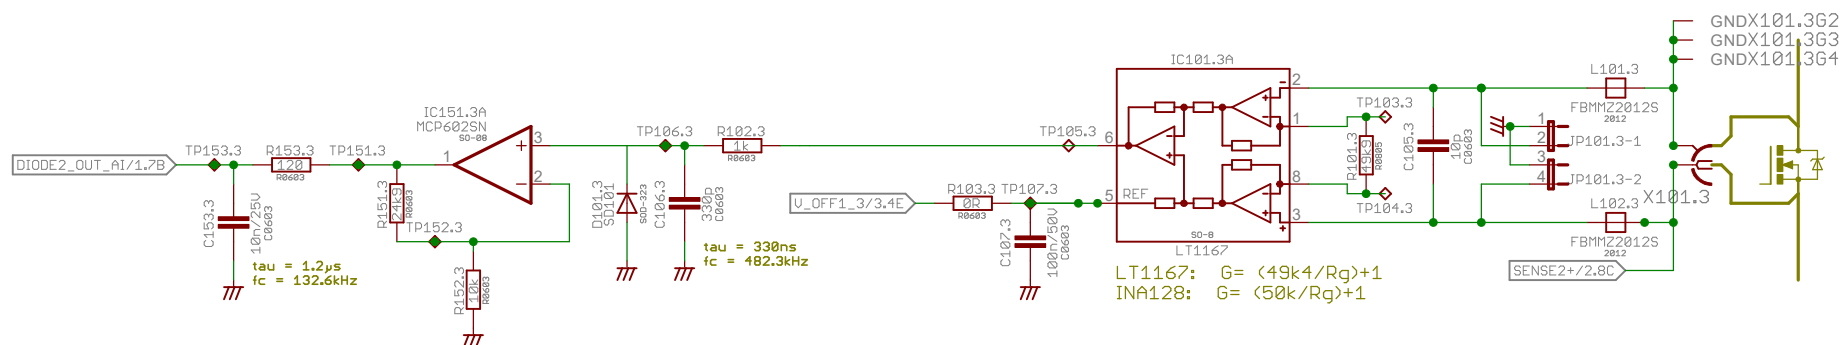 DIODE2_OUT_AI/1.7B
TP153.3
R153.3
120
R0603
TP151.3
C153.3
10n/25V
C0603
tau = 1.2µs
fc = 132.6kHz
R151.3
24k9
R0603
TP152.3
R152.3
10k
R0603
IC151.3A
MCP602SN
SO-08
1
3
2
+
−
D101.3
SD101
SOD-323
TP106.3
C106.3
330p
C0603
tau = 330ns
fc = 482.3kHz
R102.3
1k
R0603
V_OFF1_3/3.4E
R103.3
0R
R0603
TP107.3
C107.3
100n/50V
C0603
TP105.3
6
5
REF
IC101.3A
SO-8
LT1167
2
1
8
3
-
+
LT1167: G= (49k4/Rg)+1
INA128: G= (50k/Rg)+1
TP103.3
R101.3
49k9
R0805
TP104.3
C105.3
10p
C0603
1
2
3
4
JP101.3-1
JP101.3-2
L101.3
FBMMZ2012S
2012
L102.3
FBMMZ2012S
2012
SENSE2+/2.8C
X101.3
GNDX101.3G2
GNDX101.3G3
GNDX101.3G4